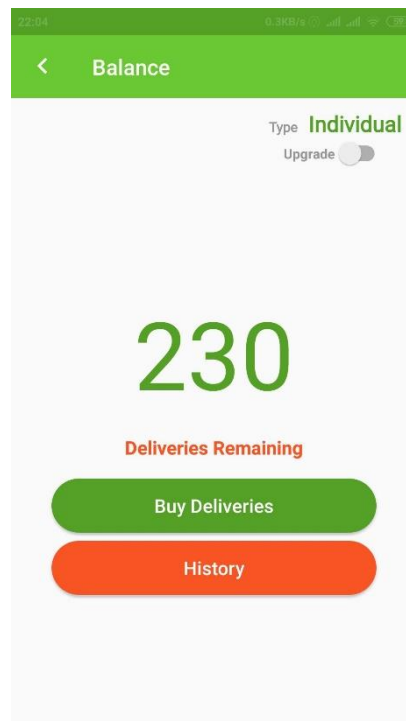 22:04 0.3KB/s
Balance
Type Individual
Upgrade
230
Deliveries Remaining
Buy Deliveries
History